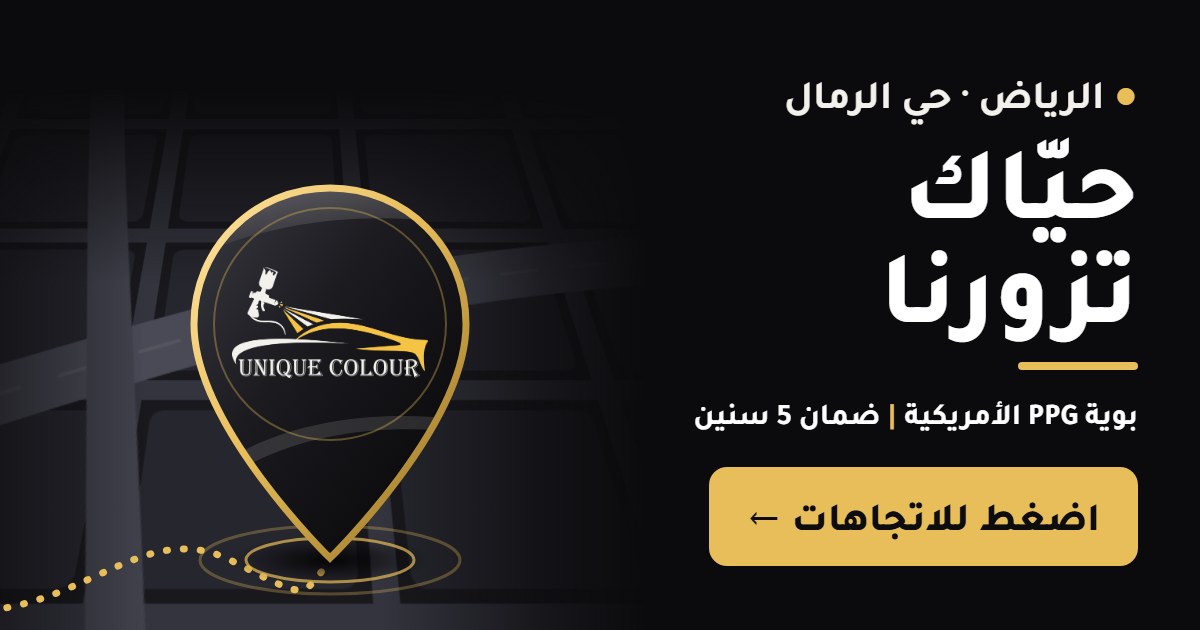 الرياض · حي الرمال
حيّاك
تزورنا
بوية PPG الأمريكية | ضمان 5 سنين
اضغط للاتجاهات ←
UNIQUE COLOUR